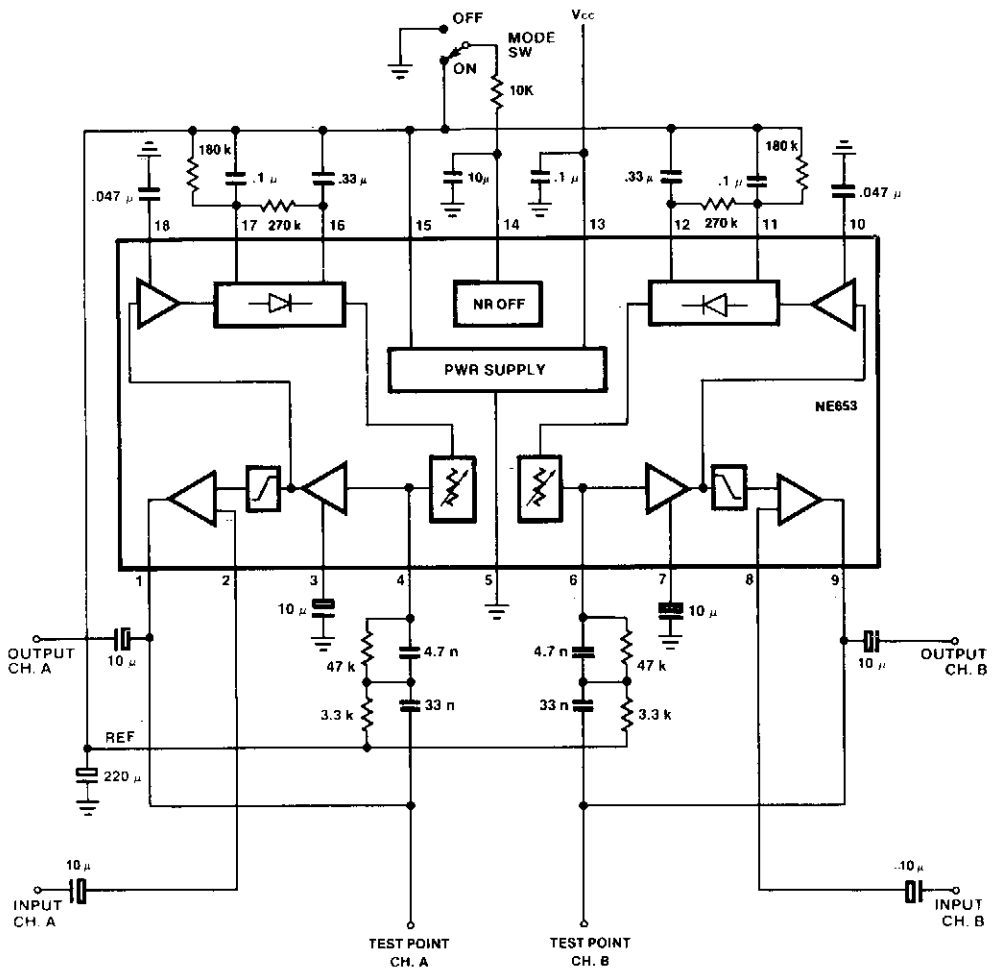 OFF
MODE
SW
ON
Vcc
10K
180 k
.1 μ
.33 μ
10μ
.1 μ
.33 μ
.1 μ
180 k
.047 μ
270 k
270 k
.047 μ
18 17 16 15 14 13 12 11 10
NR OFF
PWR SUPPLY
NE653
1 2 3 4 5 6 7 8 9
10 μ
10 μ
OUTPUT
CH. A
10 μ
47 k
4.7 n
4.7 n
47 k
10 μ
OUTPUT
CH. B
3.3 k
33 n
33 n
3.3 k
REF
220 μ
10 μ
INPUT
CH. A
10 μ
INPUT
CH. B
TEST POINT
CH. A
TEST POINT
CH. B